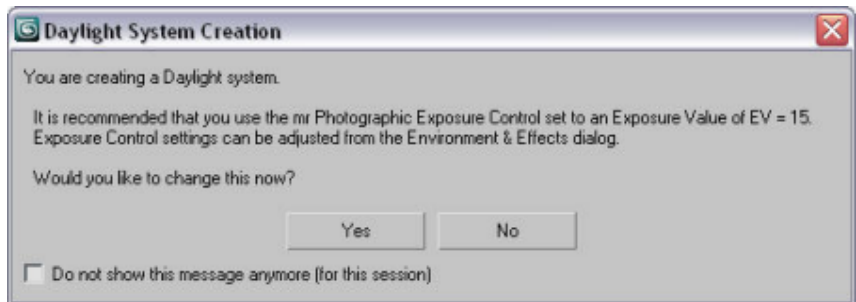 Daylight System Creation
You are creating a Daylight system.
It is recommended that you use the mr Photographic Exposure Control set to an Exposure Value of EV = 15.
Exposure Control settings can be adjusted from the Environment & Effects dialog.
Would you like to change this now?
Yes No
Do not show this message anymore (for this session)